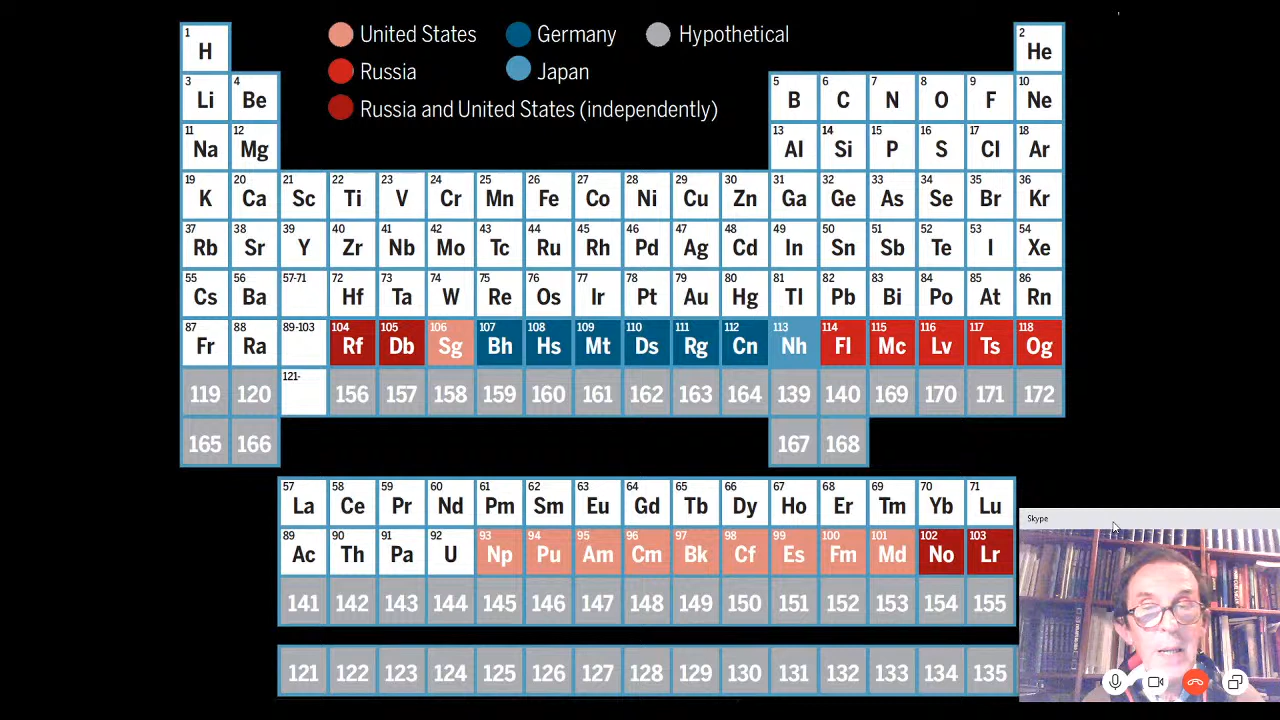 United States Germany Hypothetical
Russia Japan
Russia and United States (independently)
1 2
H He
3 4 5 6 7 8 9 10
Li Be B C N O F Ne
11 12 13 14 15 16 17 18
Na Mg Al Si P S Cl Ar
19 20 21 22 23 24 25 26 27 28 29 30 31 32 33 34 35 36
K Ca Sc Ti V Cr Mn Fe Co Ni Cu Zn Ga Ge As Se Br Kr
37 38 39 40 41 42 43 44 45 46 47 48 49 50 51 52 53 54
Rb Sr Y Zr Nb Mo Tc Ru Rh Pd Ag Cd In Sn Sb Te I Xe
55 56 57-71 72 73 74 75 76 77 78 79 80 81 82 83 84 85 86
Cs Ba Hf Ta W Re Os Ir Pt Au Hg Tl Pb Bi Po At Rn
87 88 89-103 104 105 106 107 108 109 110 111 112 113 114 115 116 117 118
Fr Ra Rf Db Sg Bh Hs Mt Ds Rg Cn Nh Fl Mc Lv Ts Og
121-
119 120 156 157 158 159 160 161 162 163 164 139 140 169 170 171 172
165 166 167 168
57 58 59 60 61 62 63 64 65 66 67 68 69 70 71
La Ce Pr Nd Pm Sm Eu Gd Tb Dy Ho Er Tm Yb Lu
89 90 91 92 93 94 95 96 97 98 99 100 101 102 103
Ac Th Pa U Np Pu Am Cm Bk Cf Es Fm Md No Lr
141 142 143 144 145 146 147 148 149 150 151 152 153 154 155
121 122 123 124 125 126 127 128 129 130 131 132 133 134 135
Skype